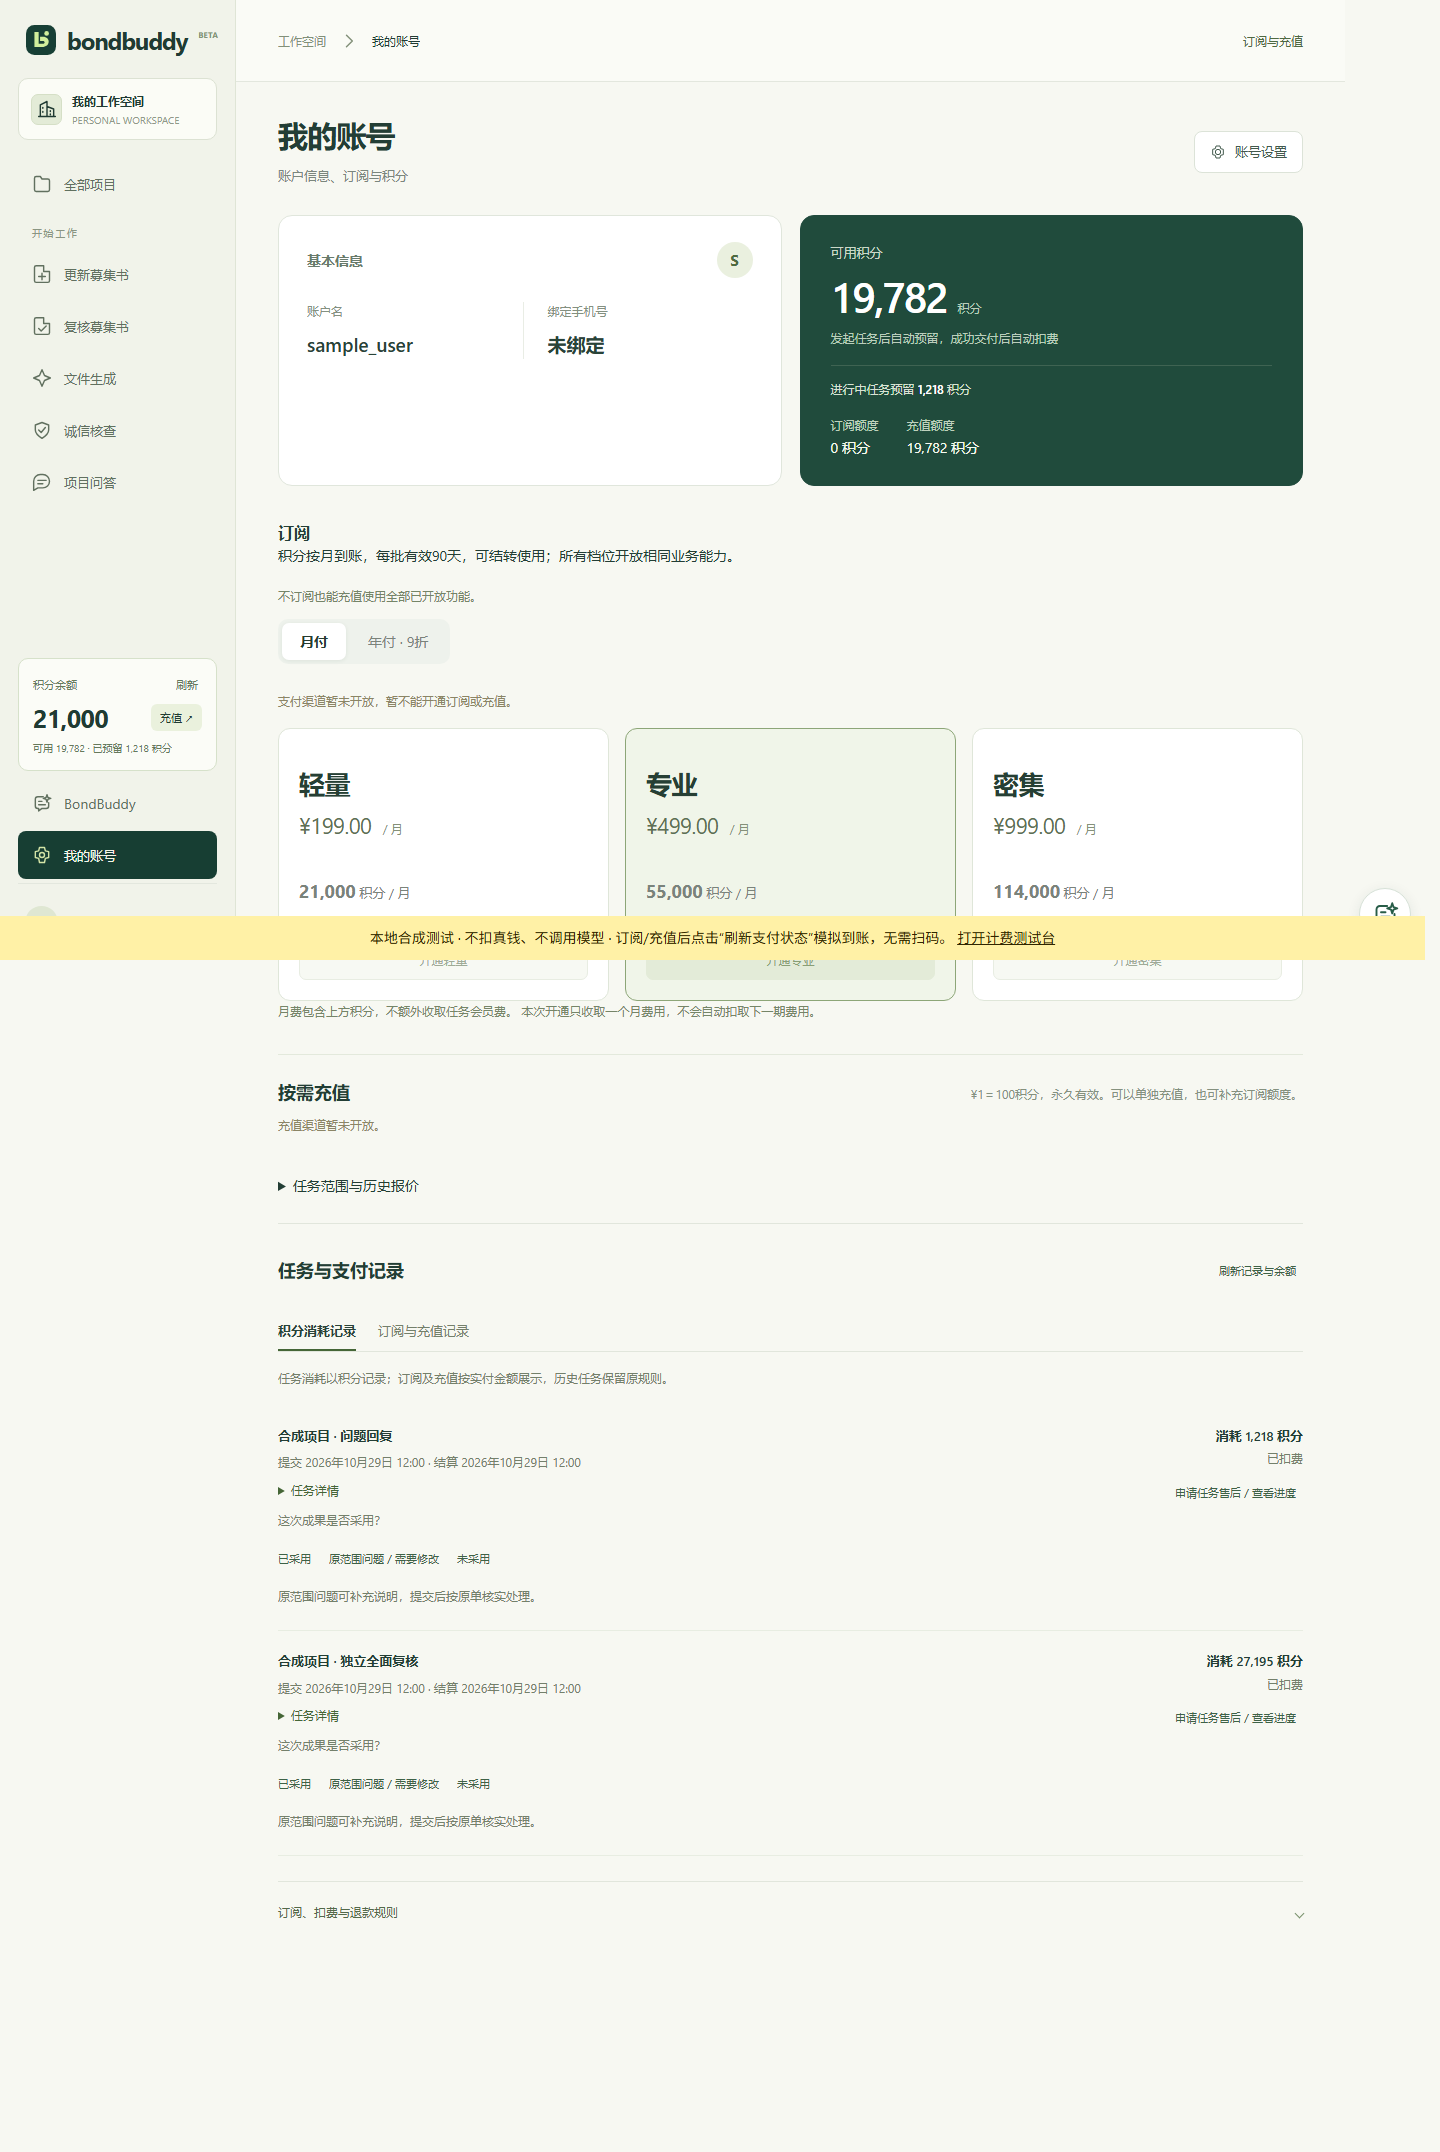 bondbuddy BETA
我的工作空间
PERSONAL WORKSPACE
全部项目
开始工作
更新募集书
复核募集书
文件生成
诚信核查
项目问答
积分余额 刷新
21,000 充值 ↗
可用 19,782 · 已预留 1,218 积分
BondBuddy
我的账号
工作空间 我的账号 订阅与充值
我的账号
账户信息、订阅与积分
账号设置
基本信息 S
账户名 绑定手机号
sample_user 未绑定
可用积分
19,782 积分
发起任务后自动预留，成功交付后自动扣费
进行中任务预留 1,218 积分
订阅额度 充值额度
0 积分 19,782 积分
订阅
积分按月到账，每批有效90天，可结转使用；所有档位开放相同业务能力。
不订阅也能充值使用全部已开放功能。
月付 年付 · 9折
支付渠道暂未开放，暂不能开通订阅或充值。
轻量 专业 密集
¥199.00 / 月 ¥499.00 / 月 ¥999.00 / 月
21,000 积分 / 月 55,000 积分 / 月 114,000 积分 / 月
本地合成测试 · 不扣真钱、不调用模型 · 订阅/充值后点击“刷新支付状态”模拟到账，无需扫码。 打开计费测试台
开通轻量 开通专业 开通密集
月费包含上方积分，不额外收取任务会员费。 本次开通只收取一个月费用，不会自动扣取下一期费用。
按需充值 ¥1 = 100积分，永久有效。可以单独充值，也可补充订阅额度。
充值渠道暂未开放。
任务范围与历史报价
任务与支付记录 刷新记录与余额
积分消耗记录 订阅与充值记录
任务消耗以积分记录；订阅及充值按实付金额展示，历史任务保留原规则。
合成项目 · 问题回复 消耗 1,218 积分
提交 2026年10月29日 12:00 · 结算 2026年10月29日 12:00 已扣费
任务详情 申请任务售后 / 查看进度
这次成果是否采用？
已采用 原范围问题 / 需要修改 未采用
原范围问题可补充说明，提交后按原单核实处理。
合成项目 · 独立全面复核 消耗 27,195 积分
提交 2026年10月29日 12:00 · 结算 2026年10月29日 12:00 已扣费
任务详情 申请任务售后 / 查看进度
这次成果是否采用？
已采用 原范围问题 / 需要修改 未采用
原范围问题可补充说明，提交后按原单核实处理。
订阅、扣费与退款规则